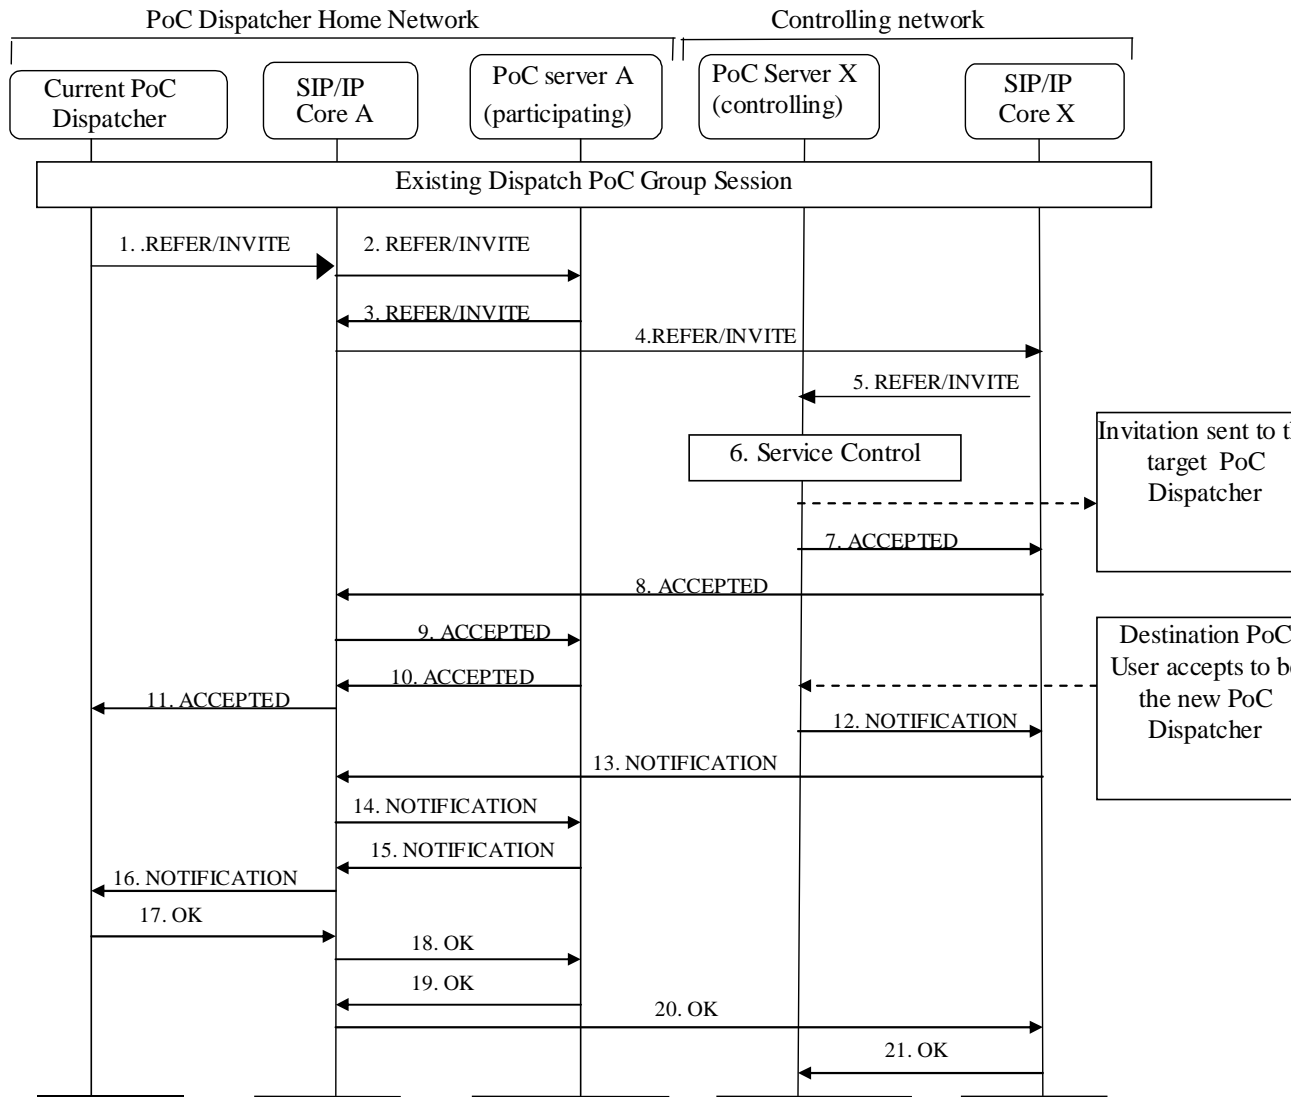 PoC Dispatcher Home Network
Controlling network
Current PoC
Dispatcher
SIP/IP
Core A
PoC server A
(participating)
PoC Server X
(controlling)
SIP/IP
Core X
Existing Dispatch PoC Group Session
1. .REFER/INVITE
2. REFER/INVITE
3. REFER/INVITE
4.REFER/INVITE
5. REFER/INVITE
6. Service Control
Invitation sent to
target PoC
Dispatcher
7. ACCEPTED
8. ACCEPTED
9. ACCEPTED
10. ACCEPTED
11. ACCEPTED
Destination PoC
User accepts to be
the new PoC
Dispatcher
12. NOTIFICATION
13. NOTIFICATION
14. NOTIFICATION
15. NOTIFICATION
16. NOTIFICATION
17. OK
18. OK
19. OK
20. OK
21. OK